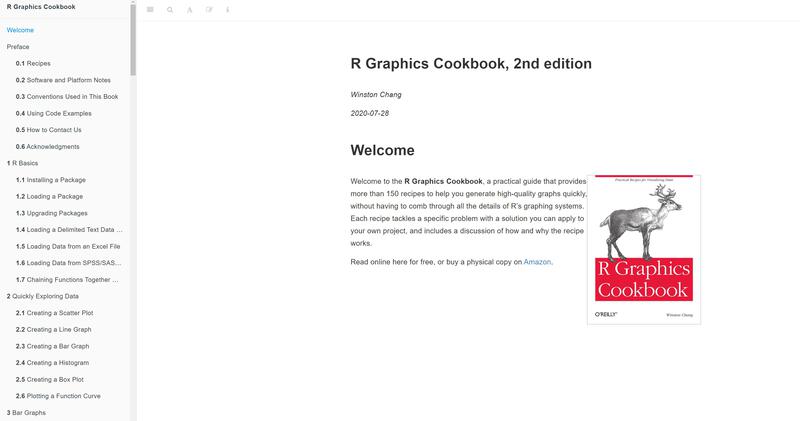 R Graphics Cookbook
Welcome
Preface
0.1 Recipes
0.2 Software and Platform Notes
0.3 Conventions Used in This Book
0.4 Using Code Examples
0.5 How to Contact Us
0.6 Acknowledgments
1 R Basics
1.1 Installing a Package
1.2 Loading a Package
1.3 Upgrading Packages
1.4 Loading a Delimited Text Data ...
1.5 Loading Data from an Excel File
1.6 Loading Data from SPSS/SAS...
1.7 Chaining Functions Together ...
2 Quickly Exploring Data
2.1 Creating a Scatter Plot
2.2 Creating a Line Graph
2.3 Creating a Bar Graph
2.4 Creating a Histogram
2.5 Creating a Box Plot
2.6 Plotting a Function Curve
3 Bar Graphs
R Graphics Cookbook, 2nd edition
Winston Chang
2020-07-28
Welcome
Welcome to the R Graphics Cookbook, a practical guide that provides
more than 150 recipes to help you generate high-quality graphs quickly,
without having to comb through all the details of R's graphing systems.
Each recipe tackles a specific problem with a solution you can apply to
your own project, and includes a discussion of how and why the recipe
works.
Read online here for free, or buy a physical copy on Amazon.
Practical Recipes for Visualizing Data
R Graphics
Cookbook
O'REILLY®
Winston Chang